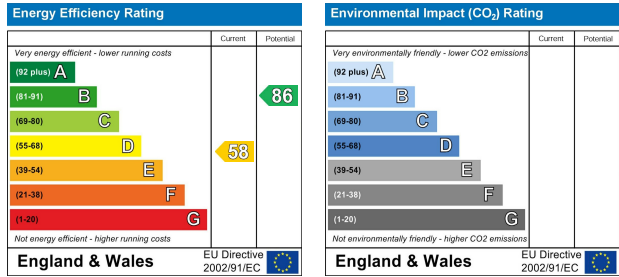 Energy Efficiency Rating
Current Potential
Very energy efficient - lower running costs
(92 plus) A
(81-91) B
86
(69-80) C
(55-68) D
58
(39-54) E
(21-38) F
(1-20) G
Not energy efficient - higher running costs
England & Wales
EU Directive
2002/91/EC
Environmental Impact (CO₂) Rating
Current Potential
Very environmentally friendly - lower CO2 emissions
(92 plus) A
(81-91) B
(69-80) C
(55-68) D
(39-54) E
(21-38) F
(1-20) G
Not environmentally friendly - higher CO2 emissions
England & Wales
EU Directive
2002/91/EC